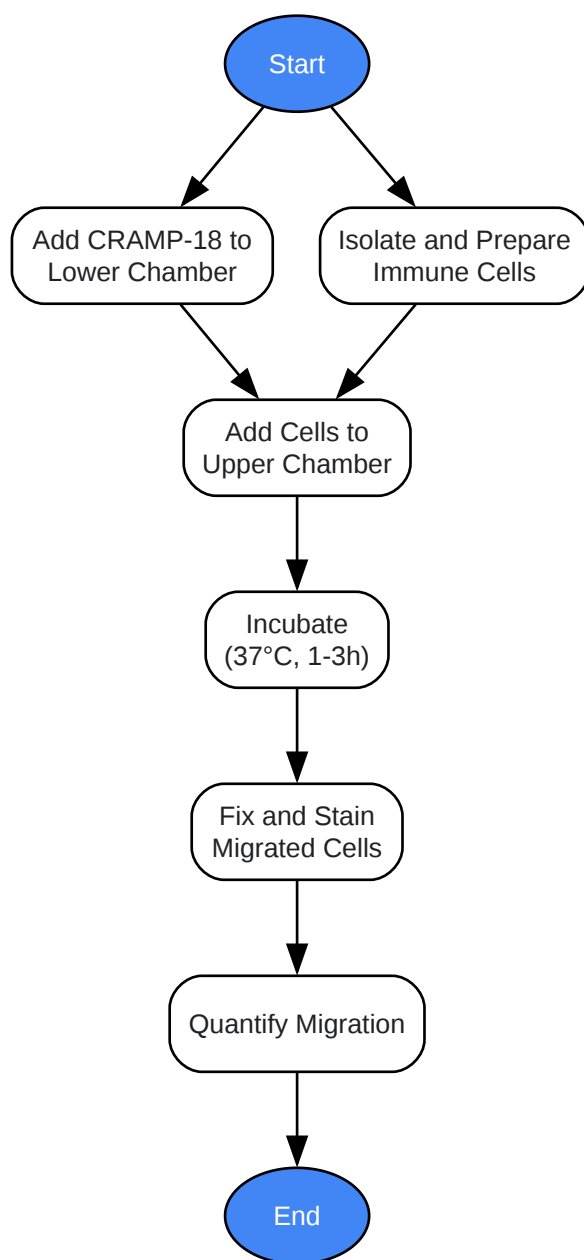 Start
Add CRAMP-18 to
Lower Chamber
Isolate and Prepare
Immune Cells
Add Cells to
Upper Chamber
Incubate
(37°C, 1-3h)
Fix and Stain
Migrated Cells
Quantify Migration
End